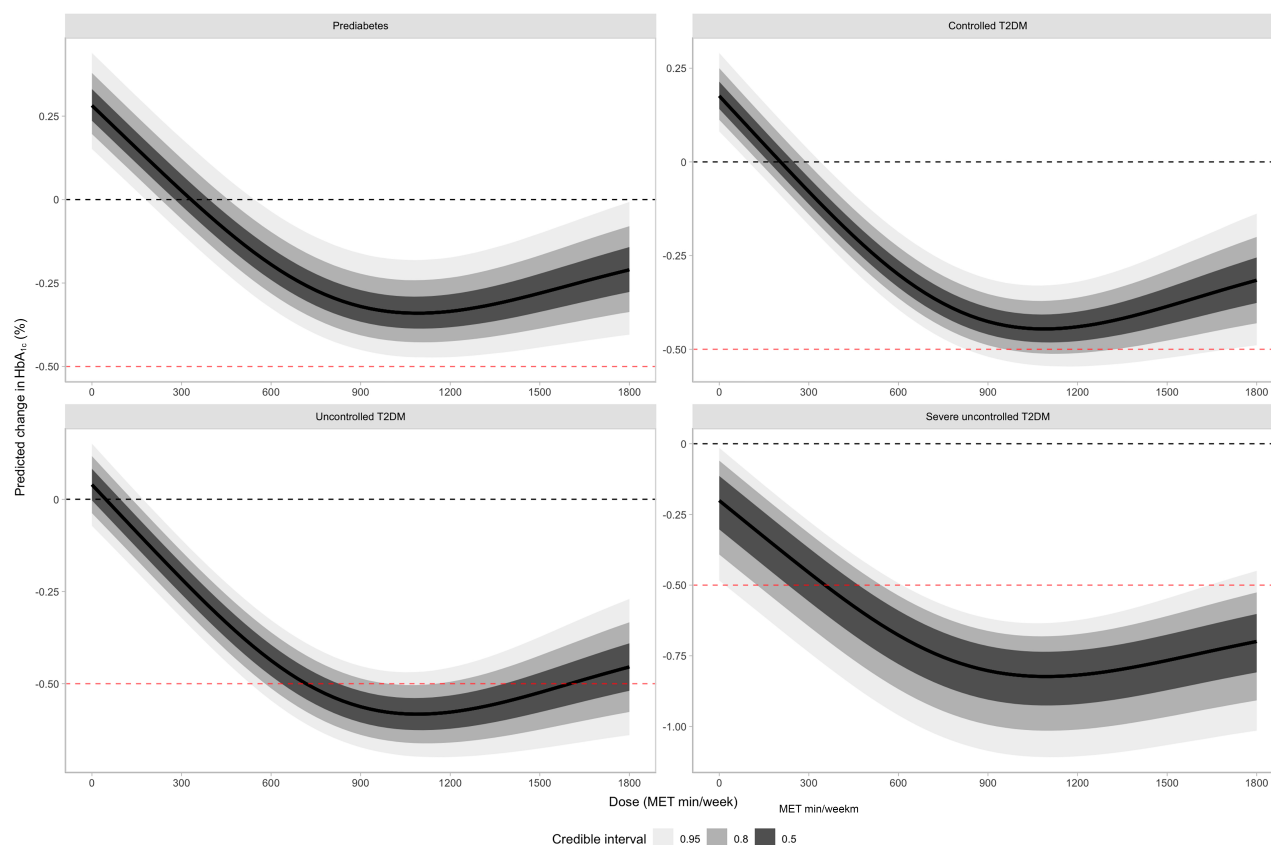 Prediabetes
Controlled T2DM
0.25
0
-0.25
-0.50
0.25
0
-0.25
-0.50
0 300 600 900 1200 1500 1800
0 300 600 900 1200 1500 1800
Predicted change in HbA1c (%)
Uncontrolled T2DM
Severe uncontrolled T2DM
0
-0.25
-0.50
0
-0.25
-0.50
-0.75
-1.00
0 300 600 900 1200 1500 1800
0 300 600 900 1200 1500 1800
Dose (MET min/week)
MET min/weekm
Credible interval 0.95 0.8 0.5